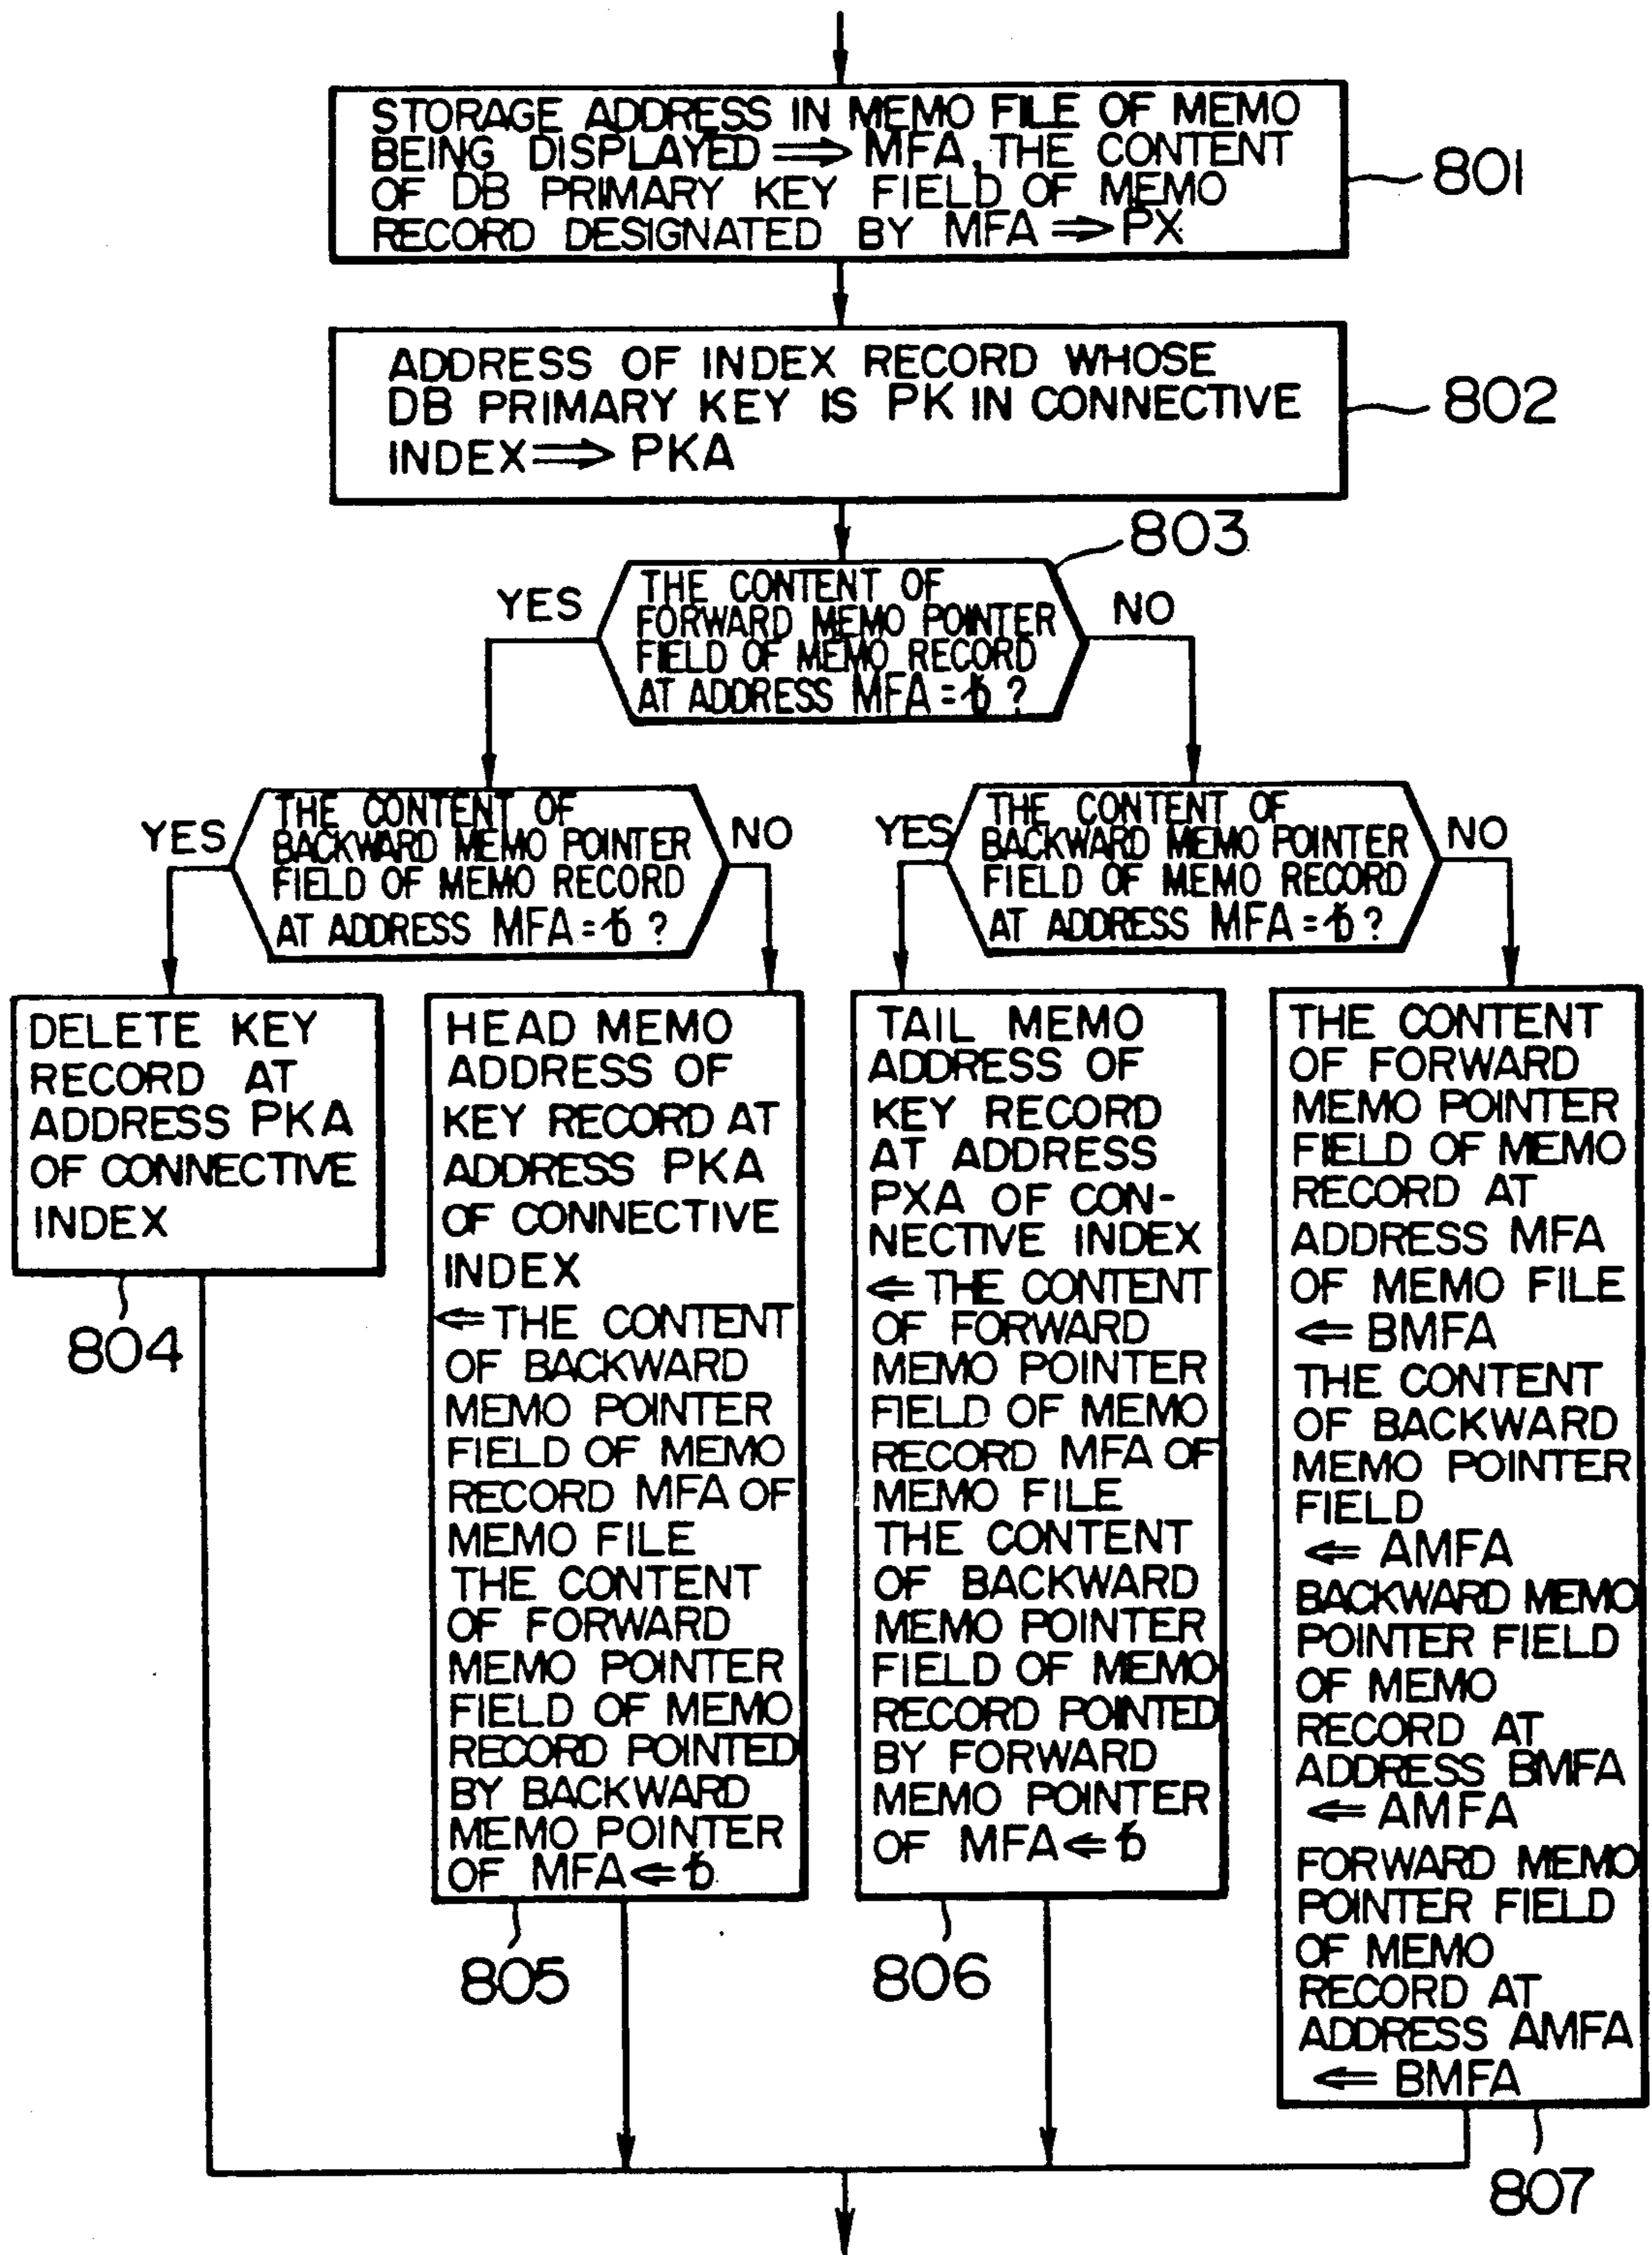 STORAGE ADDRESS IN MEMO FILE OF MEMO
BEING DISPLAYED ⇒ MFA, THE CONTENT
OF DB PRIMARY KEY FIELD OF MEMO
RECORD DESIGNATED BY MFA ⇒ PX
801
ADDRESS OF INDEX RECORD WHOSE
DB PRIMARY KEY IS PK IN CONNECTIVE
INDEX ⇒ PKA
802
803
THE CONTENT OF
FORWARD MEMO POINTER
FIELD OF MEMO RECORD
AT ADDRESS MFA = ƀ ?
YES
NO
THE CONTENT OF
BACKWARD MEMO POINTER
FIELD OF MEMO RECORD
AT ADDRESS MFA = ƀ ?
YES
NO
THE CONTENT OF
BACKWARD MEMO POINTER
FIELD OF MEMO RECORD
AT ADDRESS MFA = ƀ ?
YES
NO
DELETE KEY
RECORD AT
ADDRESS PKA
OF CONNECTIVE
INDEX
804
HEAD MEMO
ADDRESS OF
KEY RECORD AT
ADDRESS PKA
OF CONNECTIVE
INDEX
⇐ THE CONTENT
OF BACKWARD
MEMO POINTER
FIELD OF MEMO
RECORD MFA OF
MEMO FILE
THE CONTENT
OF FORWARD
MEMO POINTER
FIELD OF MEMO
RECORD POINTED
BY BACKWARD
MEMO POINTER
OF MFA ⇐ ƀ
805
TAIL MEMO
ADDRESS OF
KEY RECORD
AT ADDRESS
PXA OF CON-
NECTIVE INDEX
⇐ THE CONTENT
OF FORWARD
MEMO POINTER
FIELD OF MEMO
RECORD MFA OF
MEMO FILE
THE CONTENT
OF BACKWARD
MEMO POINTER
FIELD OF MEMO
RECORD POINTED
BY FORWARD
MEMO POINTER
OF MFA ⇐ ƀ
806
THE CONTENT
OF FORWARD
MEMO POINTER
FIELD OF MEMO
RECORD AT
ADDRESS MFA
OF MEMO FILE
⇐ BMFA
THE CONTENT
OF BACKWARD
MEMO POINTER
FIELD
⇐ AMFA
BACKWARD MEMO
POINTER FIELD
OF MEMO
RECORD AT
ADDRESS BMFA
⇐ AMFA
FORWARD MEMO
POINTER FIELD
OF MEMO
RECORD AT
ADDRESS AMFA
⇐ BMFA
807